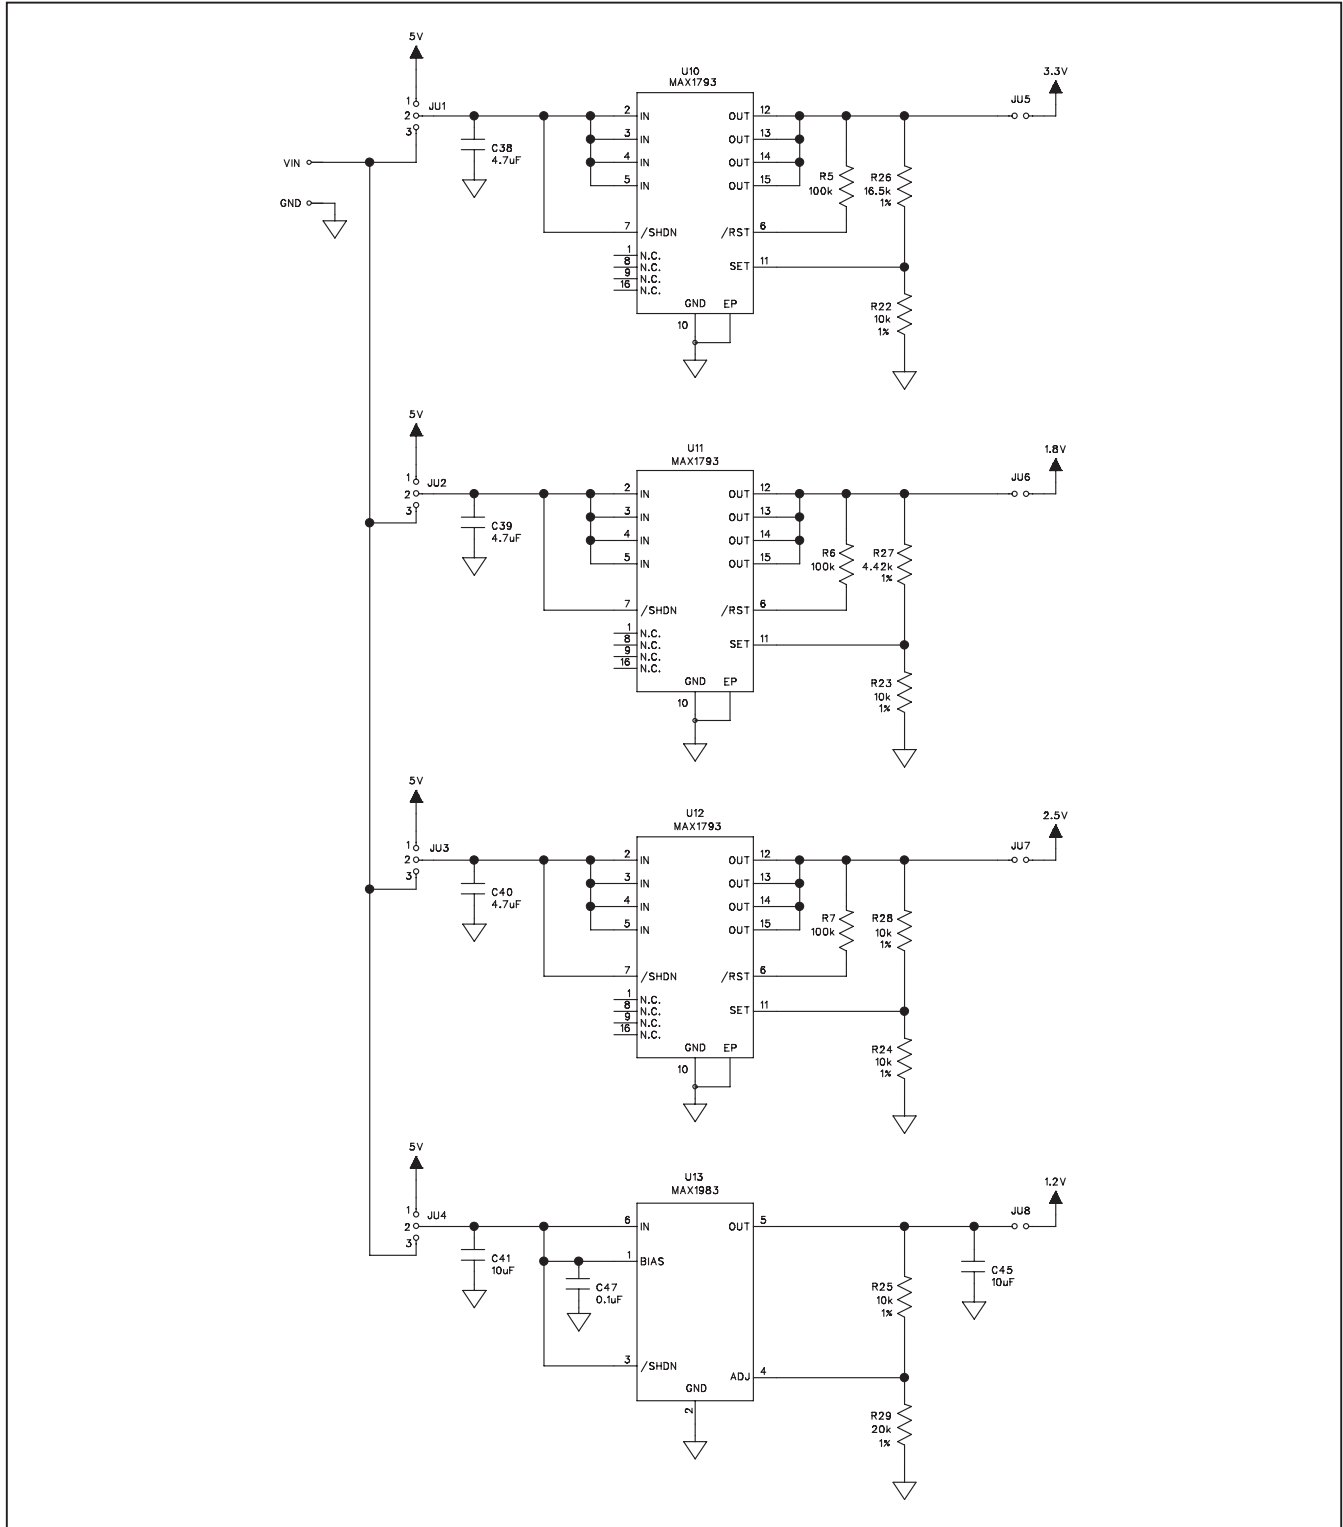 5V
U10
MAX1793
3.3V
1
2
3
JU1
2 IN
3 IN
4 IN
5 IN
7 /SHDN
1 N.C.
8 N.C.
9 N.C.
16 N.C.
OUT 12
OUT 13
OUT 14
OUT 15
/RST 6
SET 11
GND EP
10
JU5
C38
4.7uF
VIN
GND
R5
100k
R26
16.5k
1%
R22
10k
1%
5V
U11
MAX1793
1.8V
1
2
3
JU2
2 IN
3 IN
4 IN
5 IN
7 /SHDN
1 N.C.
8 N.C.
9 N.C.
16 N.C.
OUT 12
OUT 13
OUT 14
OUT 15
/RST 6
SET 11
GND EP
10
JU6
C39
4.7uF
R6
100k
R27
4.42k
1%
R23
10k
1%
5V
U12
MAX1793
2.5V
1
2
3
JU3
2 IN
3 IN
4 IN
5 IN
7 /SHDN
1 N.C.
8 N.C.
9 N.C.
16 N.C.
OUT 12
OUT 13
OUT 14
OUT 15
/RST 6
SET 11
GND EP
10
JU7
C40
4.7uF
R7
100k
R28
10k
1%
R24
10k
1%
5V
U13
MAX1983
1.2V
1
2
3
JU4
6 IN
1 BIAS
3 /SHDN
OUT 5
ADJ 4
GND
2
JU8
C41
10uF
C47
0.1uF
R25
10k
1%
C45
10uF
R29
20k
1%